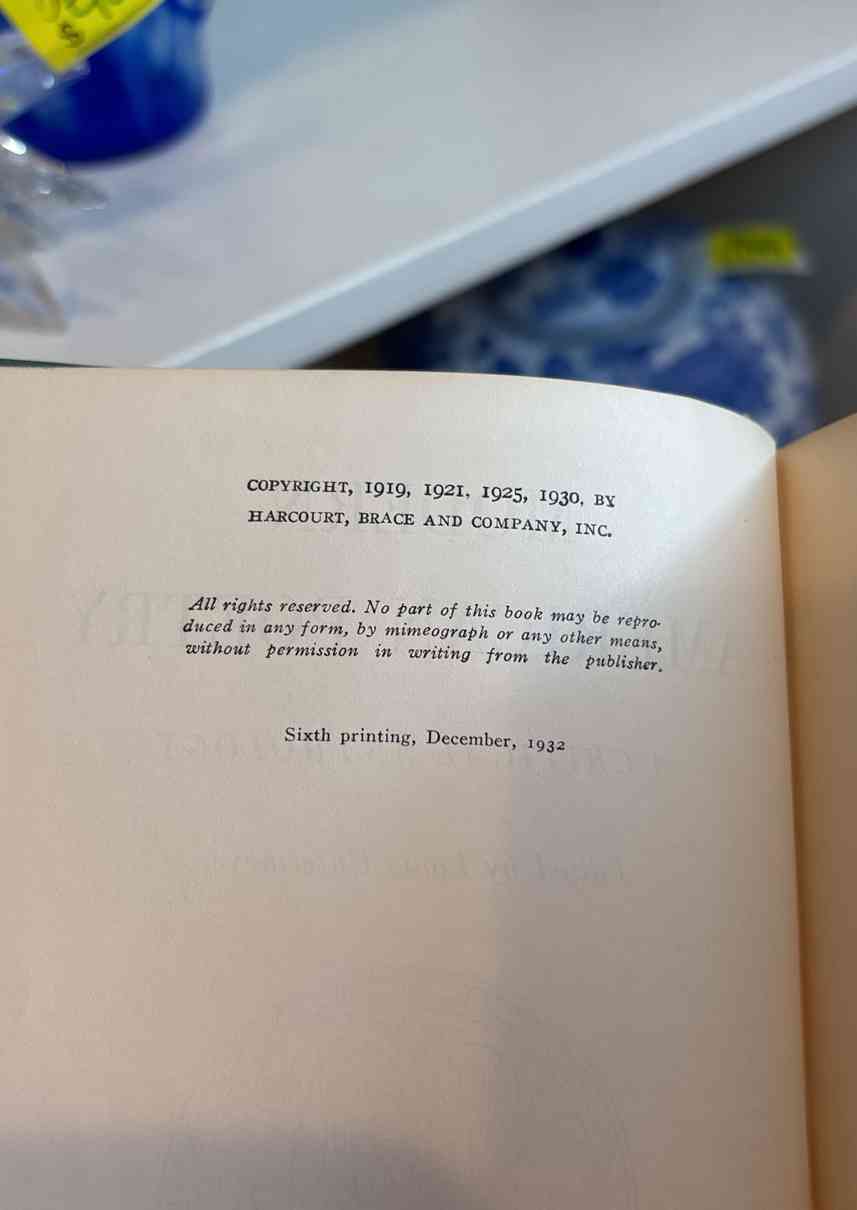 $
COPYRIGHT, 1919, 1921, 1925, 1930, BY
HARCOURT, BRACE AND COMPANY, INC.
All rights reserved. No part of this book may be repro-
duced in any form, by mimeograph or any other means,
without permission in writing from the publisher.
Sixth printing, December, 1932